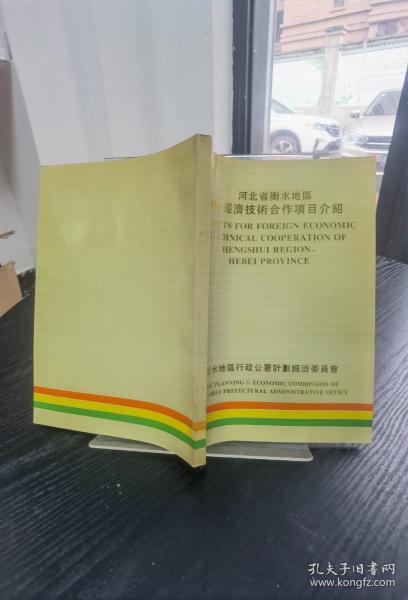 河北省衡水地區
經濟技術合作項目介紹
FOR FOREIGN ECONOMIC
COOPERATION OF
HENGSHUI REGION,
HEBEI PROVINCE
水地區行政公署計劃經濟委員會
PLANNING & ECONOMIC COMMISSION OF
PREFECTURAL ADMINISTRATIVE OFFICE
孔夫子旧书网
www.kongfz.com